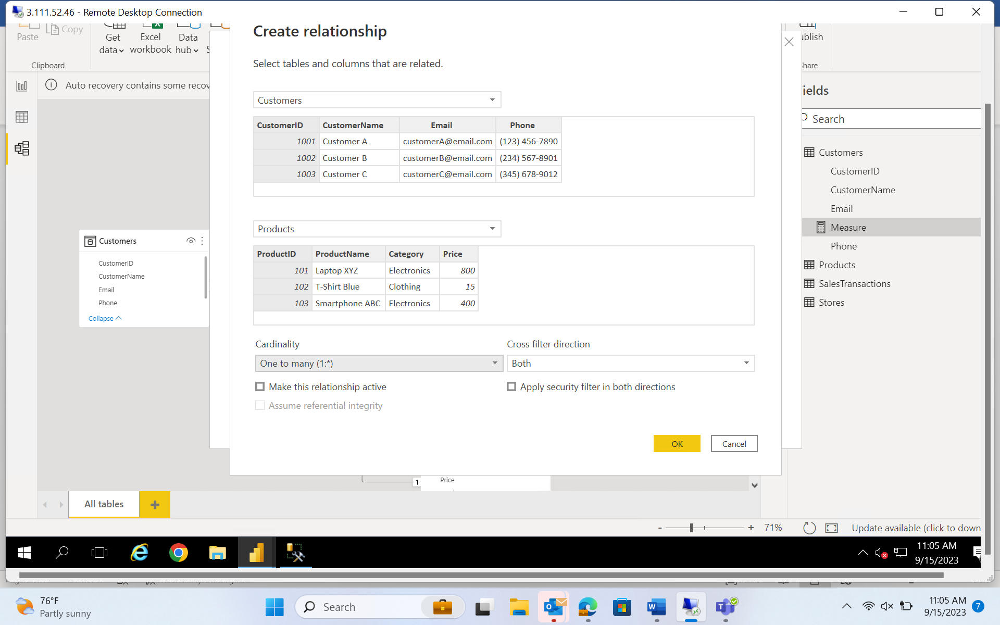 3.111.52.46 - Remote Desktop Connection
Paste
Copy
Get
data
Excel
workbook
Data
hub
Clipboard
Auto recovery contains some recov
Create relationship
Select tables and columns that are related.
Customers
CustomerID CustomerName Email Phone
1001 Customer A customerA@email.com (123) 456-7890
1002 Customer B customerB@email.com (234) 567-8901
1003 Customer C customerC@email.com (345) 678-9012
Products
ProductID ProductName Category Price
101 Laptop XYZ Electronics 800
102 T-Shirt Blue Clothing 15
103 Smartphone ABC Electronics 400
Cardinality
One to many (1:*)
Make this relationship active
Assume referential integrity
Cross filter direction
Both
Apply security filter in both directions
OK
Cancel
Customers
CustomerID
CustomerName
Email
Phone
Collapse
1
Price
ublish
hare
ields
Search
Customers
CustomerID
CustomerName
Email
Measure
Phone
Products
SalesTransactions
Stores
All tables
- + 71%
Update available (click to down
11:05 AM
9/15/2023
76°F
Partly sunny
Search
11:05 AM
9/15/2023
7